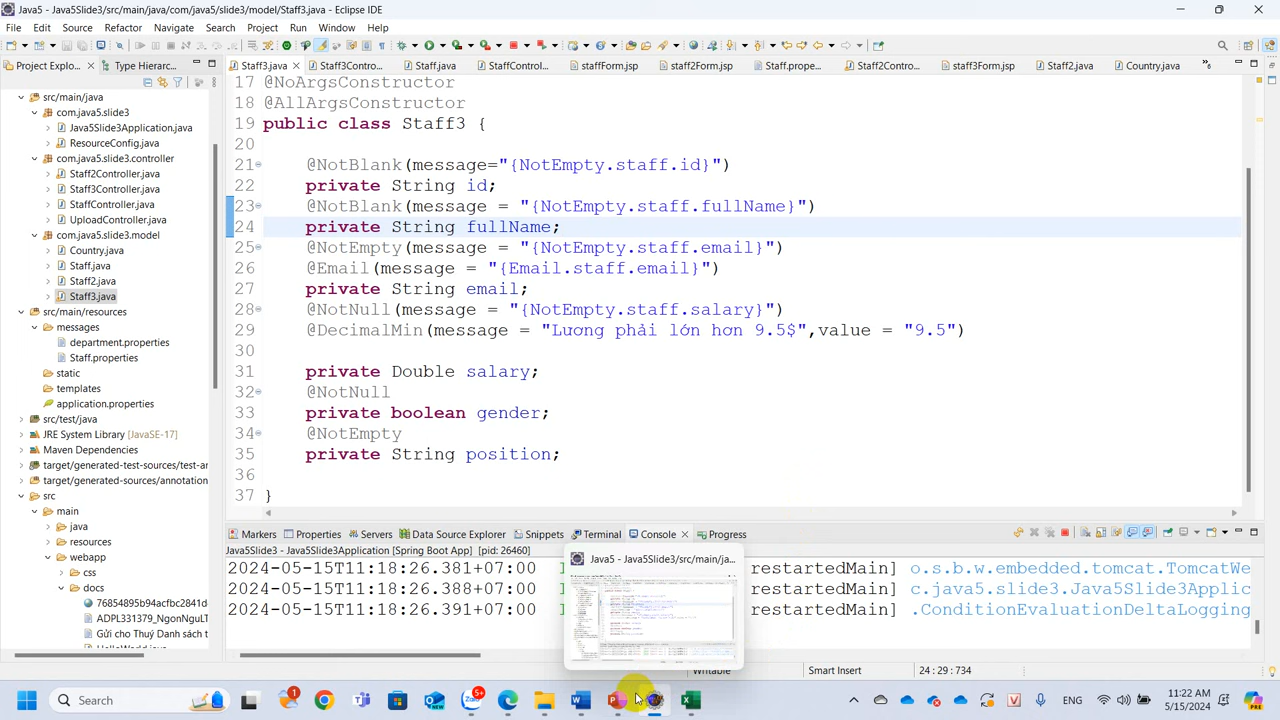 Java5 - Java5Slide3/src/main/java/com/java5/slide3/model/Staff3.java - Eclipse IDE
File Edit Source Refactor Navigate Search Project Run Window Help
Project Explo... Type Hierarc...
Staff3.java Staff3Contro... Staff.java StaffControl... staffForm.jsp staff2Form.jsp Staff.prope... Staff2Contro... staff3Form.jsp Staff2.java Country.java
src/main/java
com.java5.slide3
Java5Slide3Application.java
ResourceConfig.java
com.java5.slide3.controller
Staff2Controller.java
Staff3Controller.java
StaffController.java
UploadController.java
com.java5.slide3.model
Country.java
Staff.java
Staff2.java
Staff3.java
src/main/resources
messages
department.properties
Staff.properties
static
templates
application.properties
src/test/java
JRE System Library [JavaSE-17]
Maven Dependencies
target/generated-test-sources/test-ar
target/generated-sources/annotation
src
main
java
resources
webapp
css
docs
76854083319acfbc2841d
231319347_NgơiNgơ
Gửi cho Thu Danh sách
17 @NoArgsConstructor
18 @AllArgsConstructor
19 public class Staff3 {
20
21 @NotBlank(message="{NotEmpty.staff.id}")
22 private String id;
23 @NotBlank(message = "{NotEmpty.staff.fullName}")
24 private String fullName;
25 @NotEmpty(message = "{NotEmpty.staff.email}")
26 @Email(message = "{Email.staff.email}")
27 private String email;
28 @NotNull(message = "{NotEmpty.staff.salary}")
29 @DecimalMin(message = "Lương phải lớn hơn 9.5$",value = "9.5")
30
31 private Double salary;
32 @NotNull
33 private boolean gender;
34 @NotEmpty
35 private String position;
36
37 }
Markers Properties Servers Data Source Explorer Snippets Terminal Console Progress
Java5Slide3 - Java5Slide3Application [Spring Boot App] [pid: 26460]
2024-05-15T11:18:26.381+07:00 restartedMain] o.s.b.w.embedded.tomcat.TomcatWe
2024-05-15T11:18:26.388+07:00 restartedMain] c.java5.slide3.Java5Slide3Applic
2024-05-15T11:18:26.391+07:00 restartedMain] .ConditionEvaluationDeltaLogging
Java5 - Java5Slide3/src/main/ja...
Writable Smart Insert 24 : 29 : 734
Search 1 5+ ENG 11:22 AM
5/15/2024